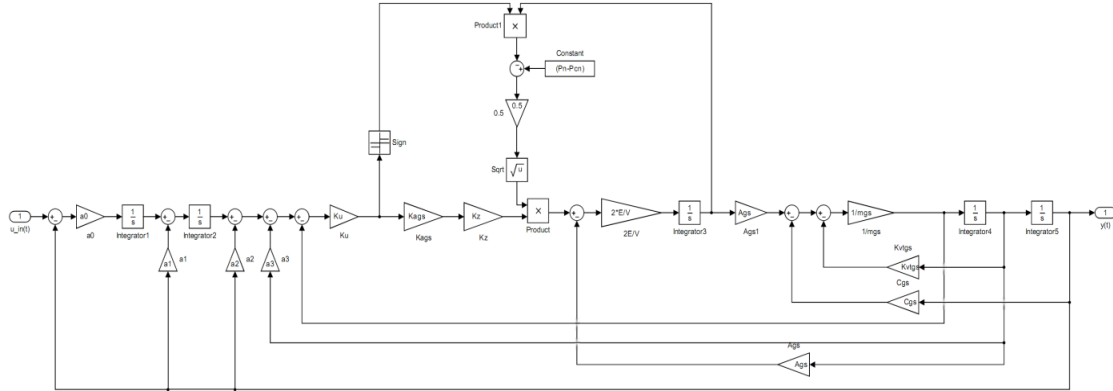 Product1
×
Constant
(Pn-Pcn)
0.5
0.5
Sign
Sqrt
√u
1
u_in(t)
a0
a0
1
s
Integrator1
1
s
Integrator2
Ku
Ku
Kags
Kags
Kz
Kz
×
Product
2*E/V
2E/V
1
s
Integrator3
Ags
Ags1
1/mgs
1/mgs
1
s
Integrator4
1
s
Integrator5
1
y(t)
a1
a1
a2
a2
a3
a3
Kvtgs
Kvtgs
Cgs
Cgs
Ags
Ags